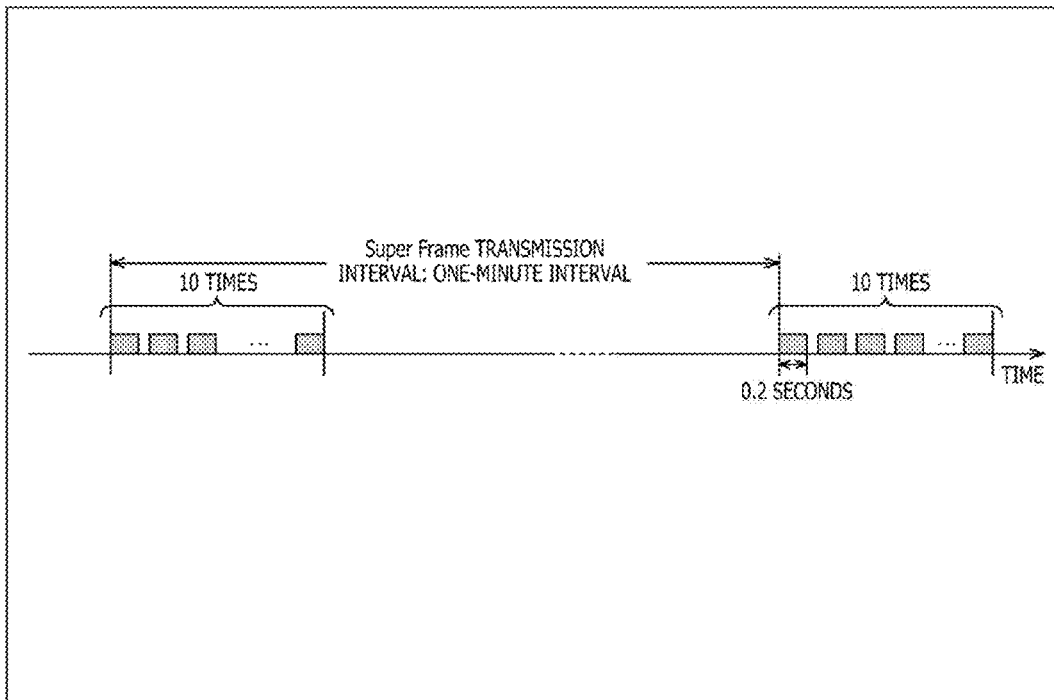 Super Frame TRANSMISSION
INTERVAL: ONE-MINUTE INTERVAL
10 TIMES
10 TIMES
...
...
TIME
0.2 SECONDS